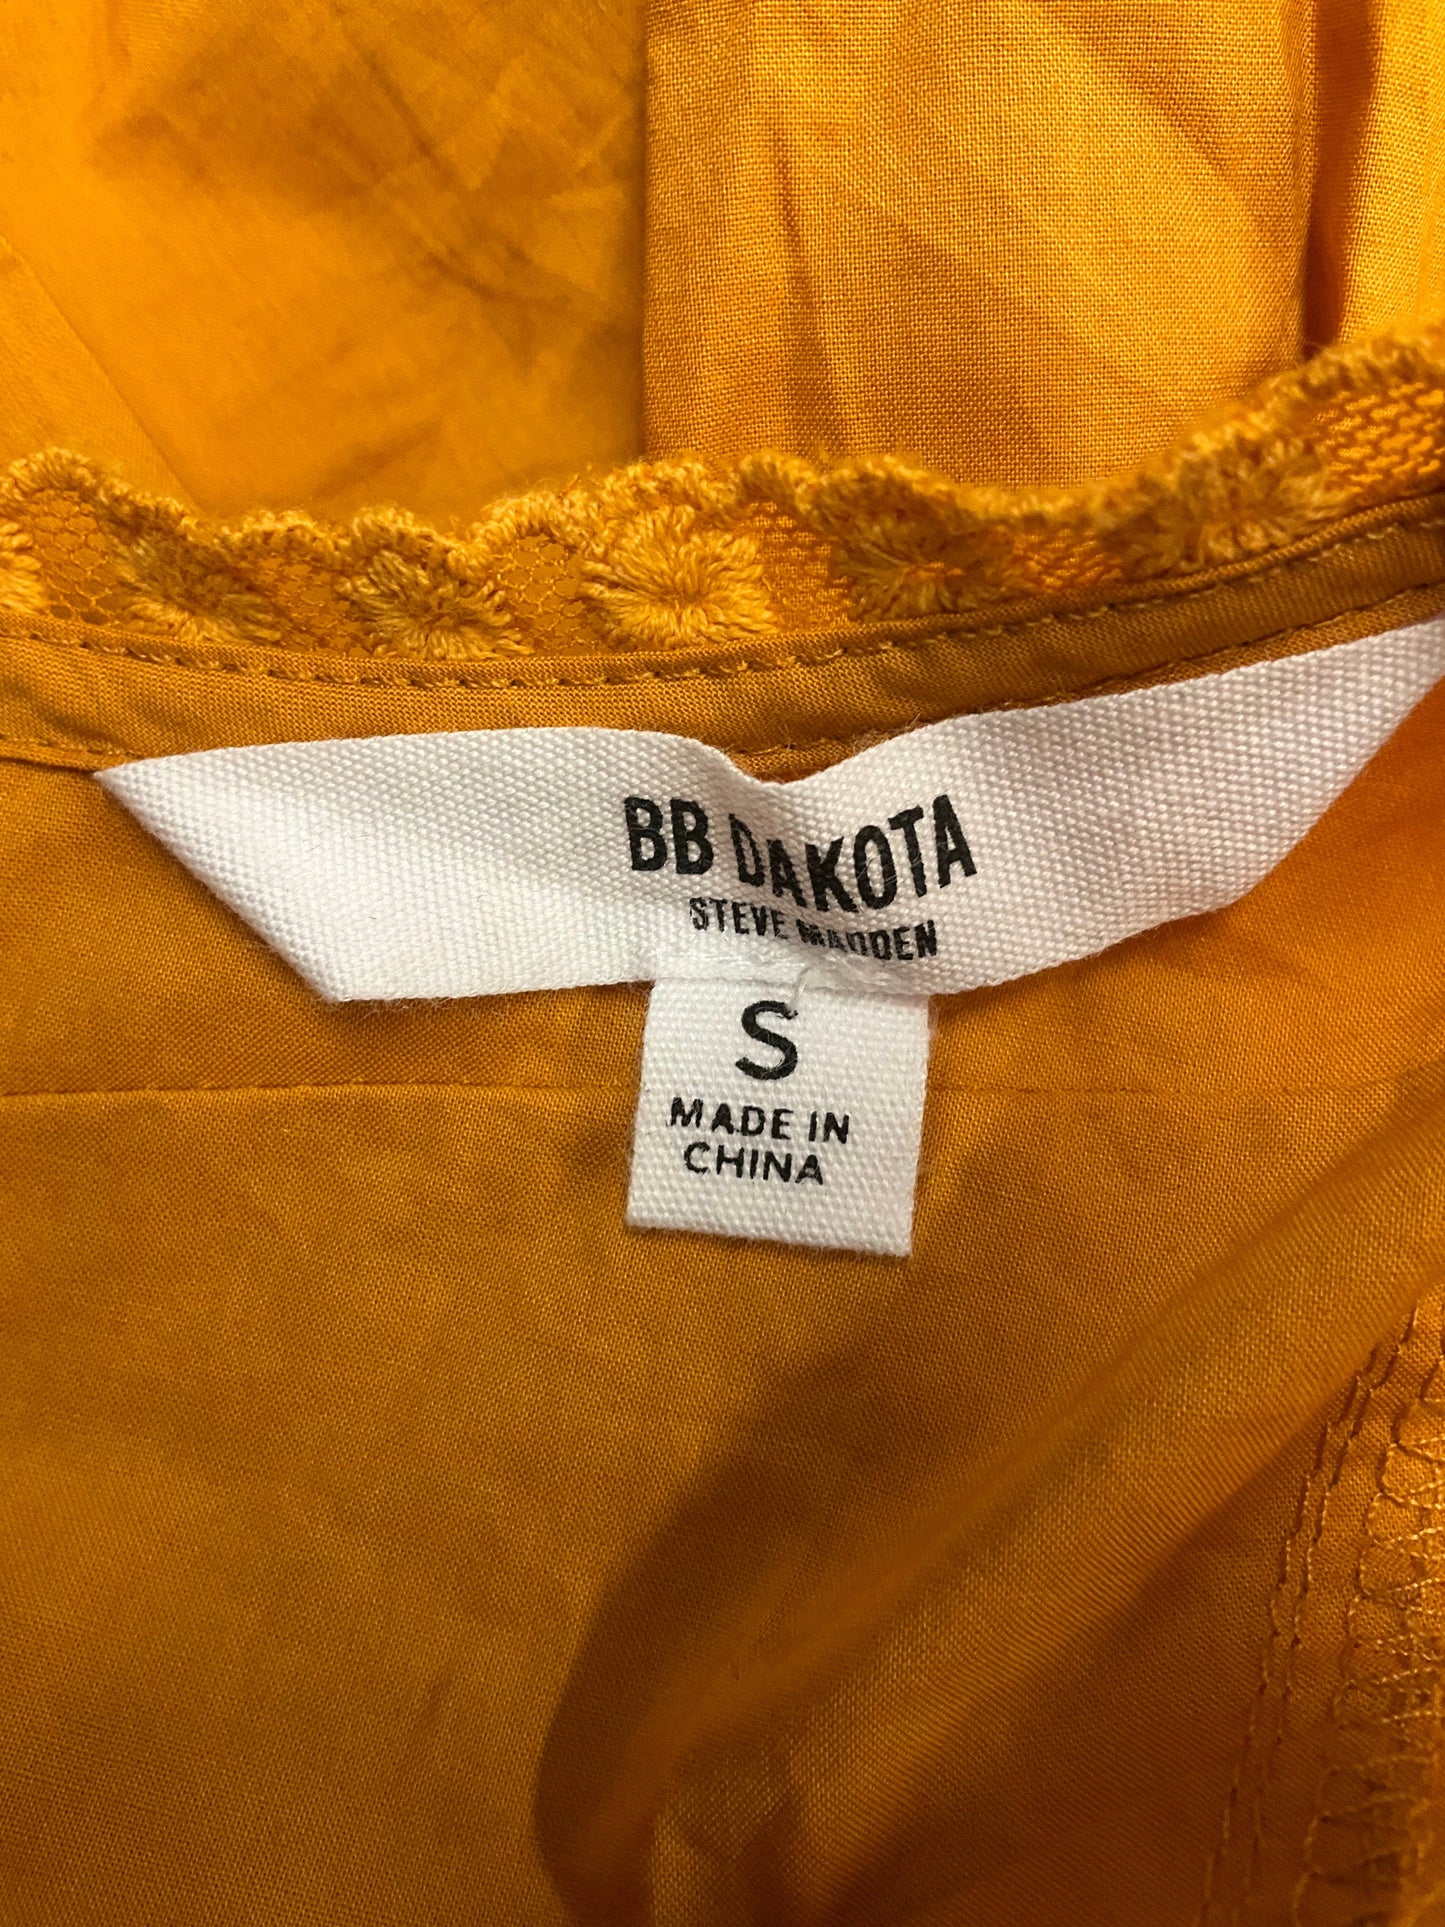 BB DAKOTA
STEVE MADDEN
S
MADE IN
CHINA